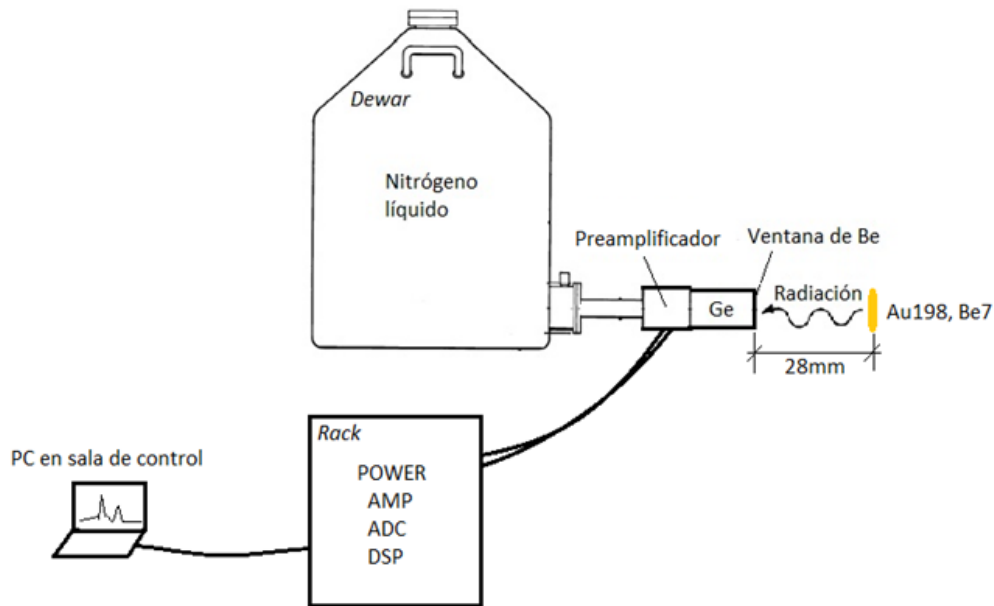 Dewar
Nitrógeno
líquido
Preamplificador
Ventana de Be
Ge
Radiación
Au198, Be7
28mm
Rack
PC en sala de control
POWER
AMP
ADC
DSP